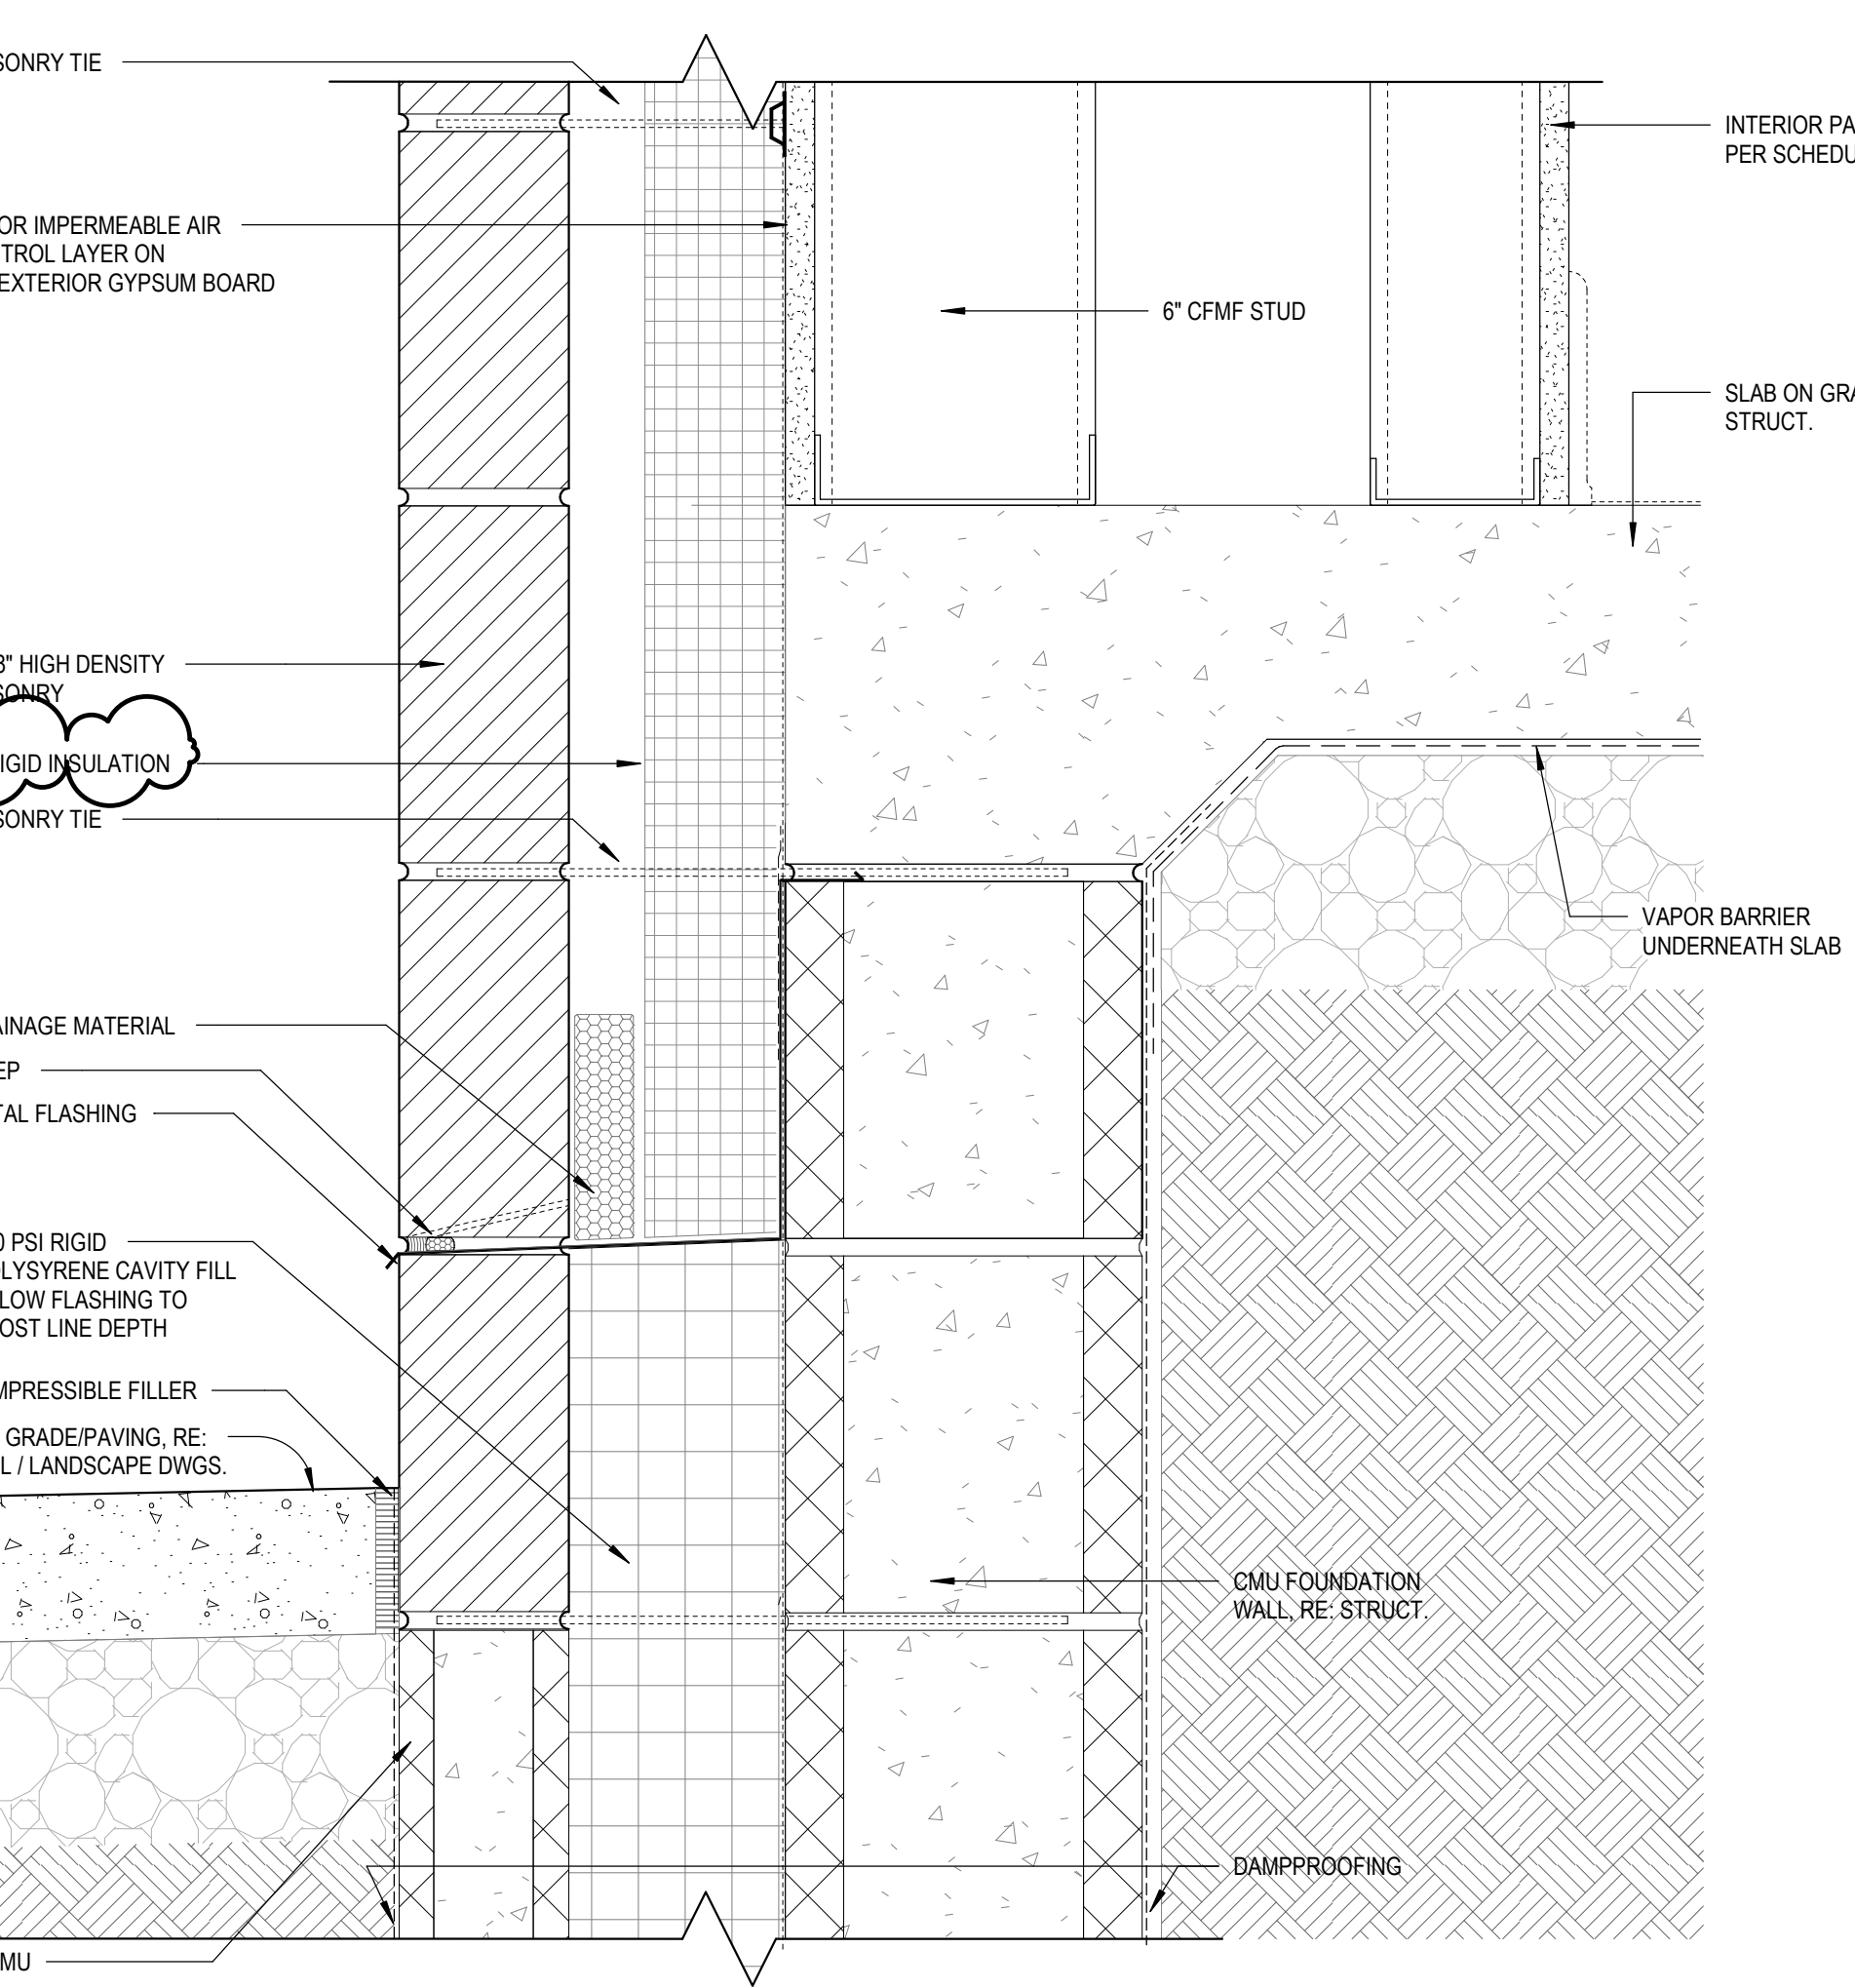 SONRY TIE
OR IMPERMEABLE AIR
TROL LAYER ON
EXTERIOR GYPSUM BOARD
INTERIOR PA
PER SCHEDU
6" CFMF STUD
SLAB ON GRA
STRUCT.
8" HIGH DENSITY
SONRY
IGID INSULATION
SONRY TIE
VAPOR BARRIER
UNDERNEATH SLAB
AINAGE MATERIAL
EP
TAL FLASHING
0 PSI RIGID
OLYSYRENE CAVITY FILL
LOW FLASHING TO
OST LINE DEPTH
MPRESSIBLE FILLER
GRADE/PAVING, RE:
L / LANDSCAPE DWGS.
CMU FOUNDATION
WALL, RE: STRUCT.
DAMPPROOFING
MU